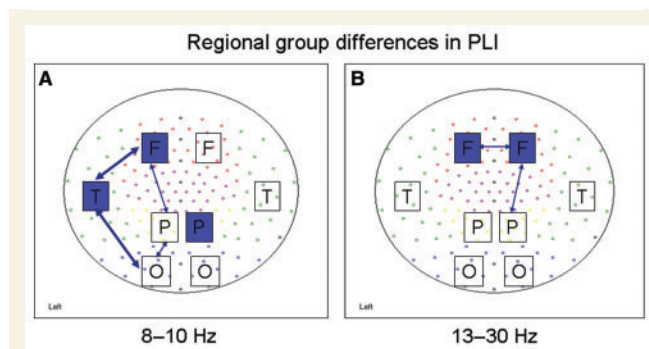 Regional group differences in PLI
A
B
F F
F F
T T
T T
P P
P P
O O
O O
Left
Left
8–10 Hz
13–30 Hz